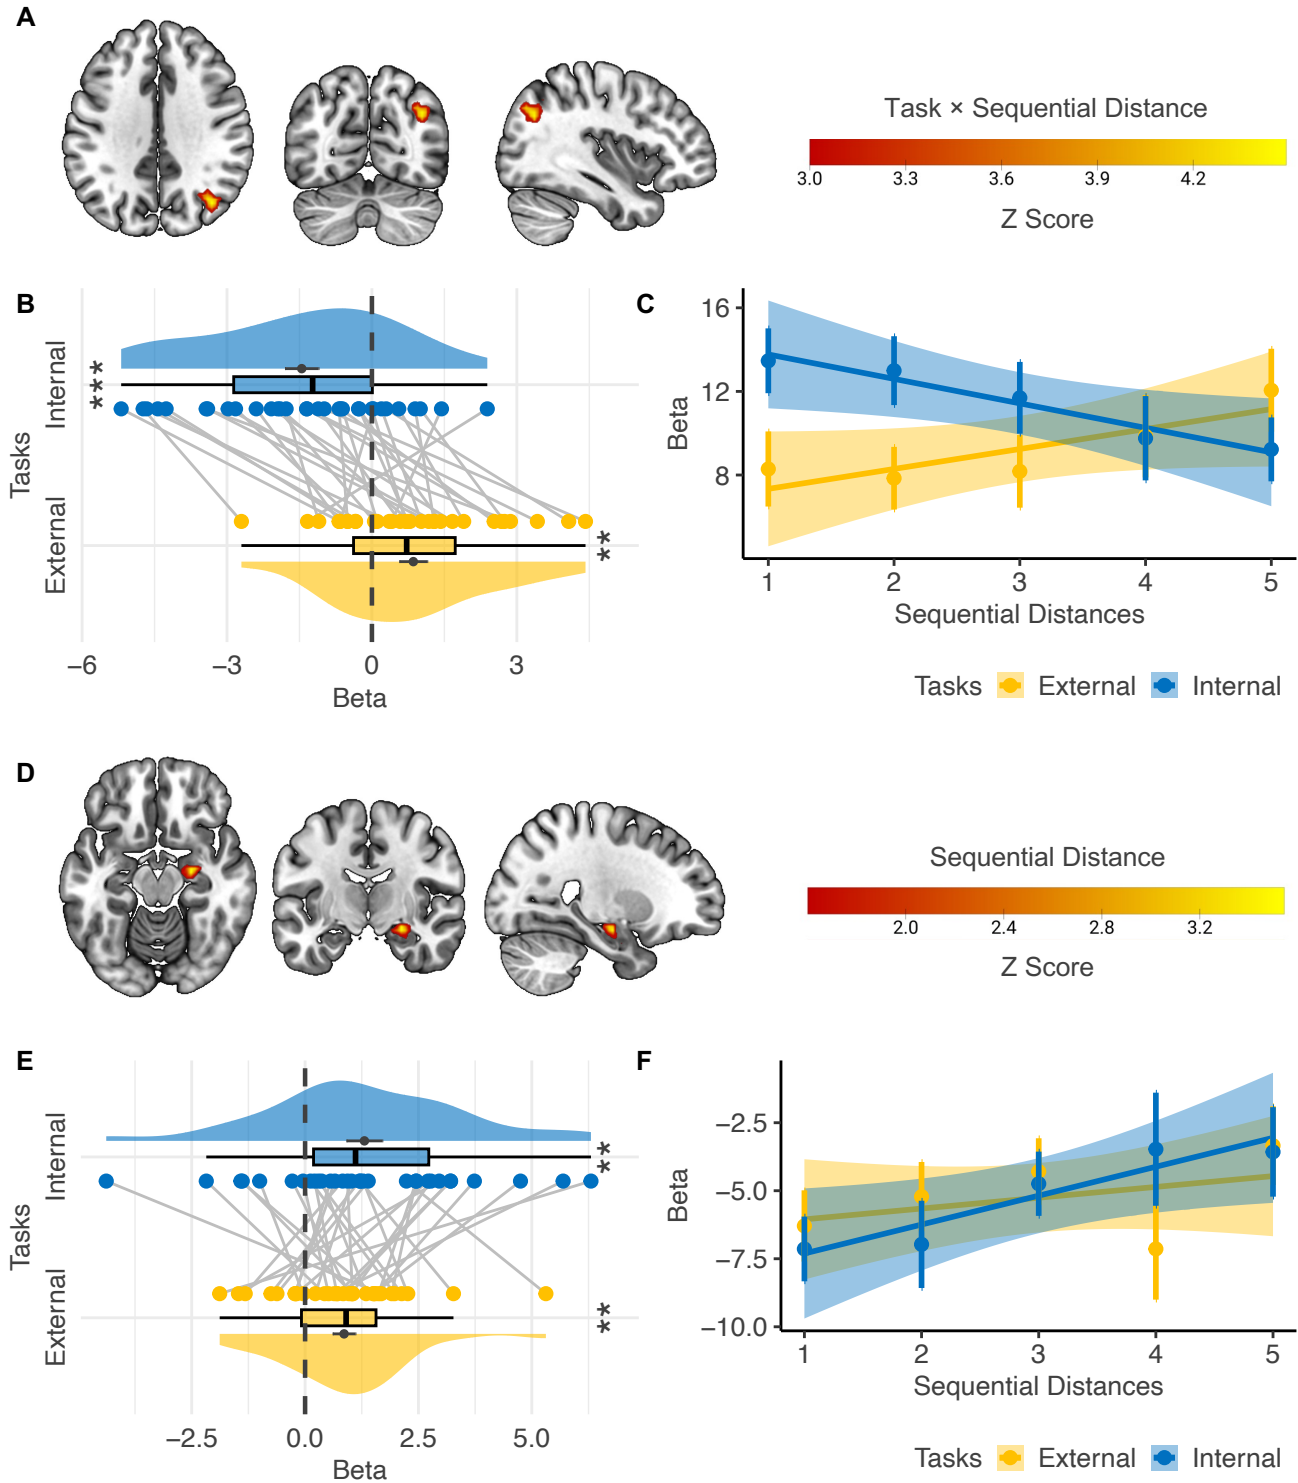 A
Task × Sequential Distance
3.0 3.3 3.6 3.9 4.2
Z Score
B
Internal
***
Tasks
External
**
−6 −3 0 3
Beta
C
16
12
8
Beta
1 2 3 4 5
Sequential Distances
Tasks External Internal
D
Sequential Distance
2.0 2.4 2.8 3.2
Z Score
E
Internal
**
Tasks
External
**
−2.5 0.0 2.5 5.0
Beta
F
−2.5
−5.0
−7.5
−10.0
Beta
1 2 3 4 5
Sequential Distances
Tasks External Internal